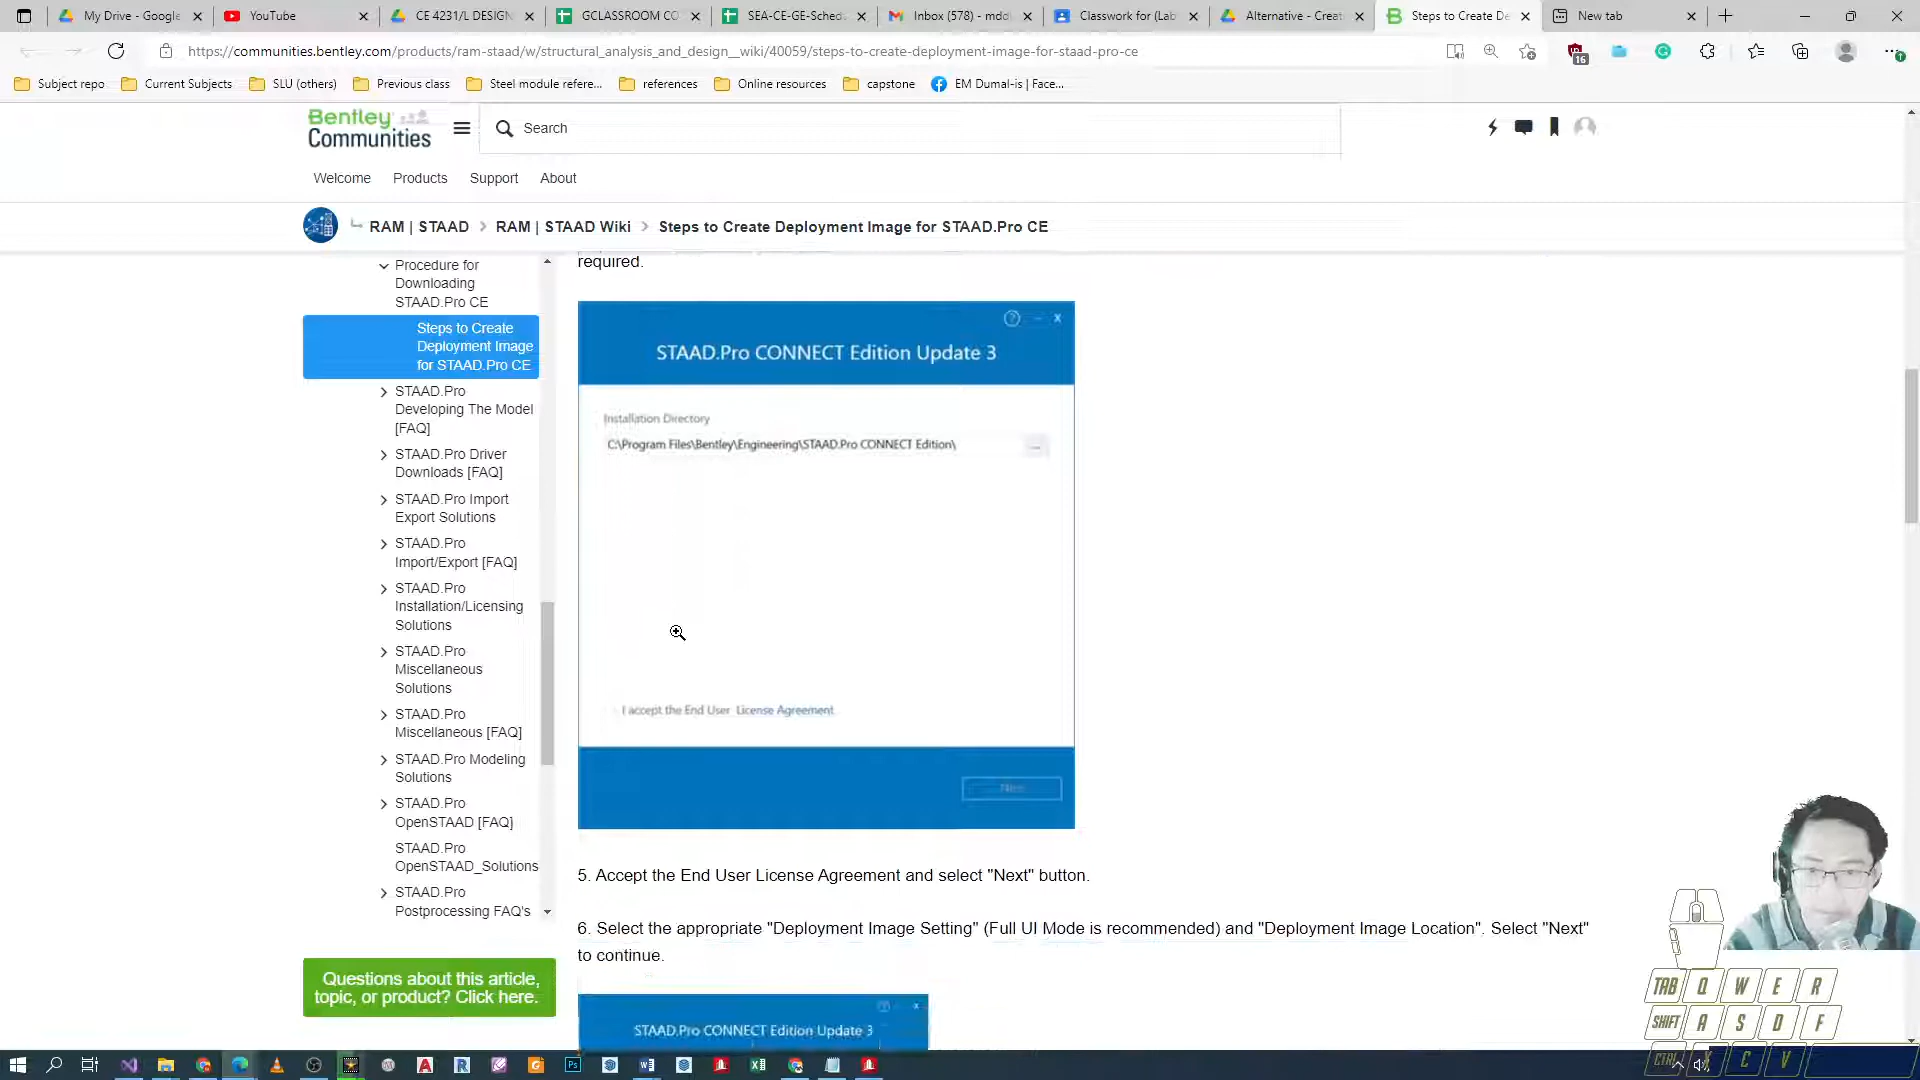 My Drive - Google
YouTube
CE 4231/L DESIGN
GCLASSROOM CO
SEA-CE-GE-Sched
Inbox (578) - mdd
Classwork for (Lab
Alternative - Creat
Steps to Create De
New tab
https://communities.bentley.com/products/ram-staad/w/structural_analysis_and_design__wiki/40059/steps-to-create-deployment-image-for-staad-pro-ce
16
Subject repo
Current Subjects
SLU (others)
Previous class
Steel module refere...
references
Online resources
capstone
EM Dumal-is | Face...
Bentley
Communities
Search
Welcome
Products
Support
About
RAM | STAAD
RAM | STAAD Wiki
Steps to Create Deployment Image for STAAD.Pro CE
Procedure for
Downloading
STAAD.Pro CE
Steps to Create
Deployment Image
for STAAD.Pro CE
STAAD.Pro
Developing The Model
[FAQ]
STAAD.Pro Driver
Downloads [FAQ]
STAAD.Pro Import
Export Solutions
STAAD.Pro
Import/Export [FAQ]
STAAD.Pro
Installation/Licensing
Solutions
STAAD.Pro
Miscellaneous
Solutions
STAAD.Pro
Miscellaneous [FAQ]
STAAD.Pro Modeling
Solutions
STAAD.Pro
OpenSTAAD [FAQ]
STAAD.Pro
OpenSTAAD_Solutions
STAAD.Pro
Postprocessing FAQ's
Questions about this article,
topic, or product? Click here.
required.
STAAD.Pro CONNECT Edition Update 3
Installation Directory
C:\Program Files\Bentley\Engineering\STAAD.Pro CONNECT Edition\
...
I accept the End User License Agreement
Next
5. Accept the End User License Agreement and select "Next" button.
6. Select the appropriate "Deployment Image Setting" (Full UI Mode is recommended) and "Deployment Image Location". Select "Next"
to continue.
STAAD.Pro CONNECT Edition Update 3
TAB Q W E R
SHIFT A S D F
CTRL X C V